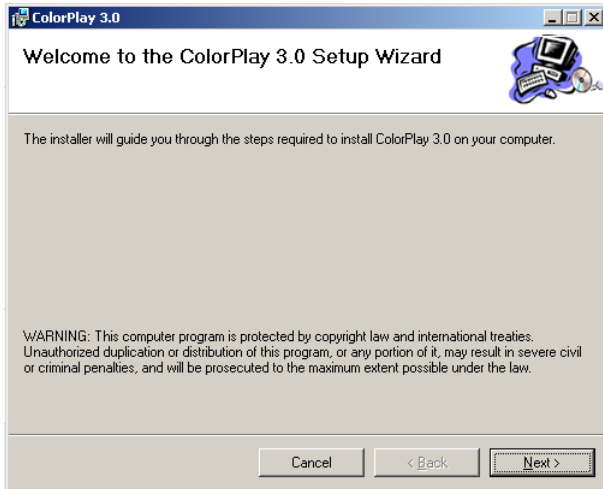 ColorPlay 3.0
Welcome to the ColorPlay 3.0 Setup Wizard
The installer will guide you through the steps required to install ColorPlay 3.0 on your computer.
WARNING: This computer program is protected by copyright law and international treaties.
Unauthorized duplication or distribution of this program, or any portion of it, may result in severe civil
or criminal penalties, and will be prosecuted to the maximum extent possible under the law.
Cancel
< Back
Next >